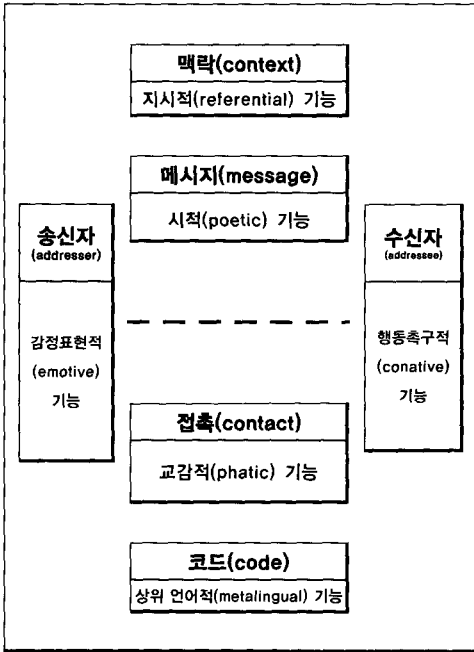 맥락(context)
지시적(referential) 기능
메시지(message)
시적(poetic) 기능
송신자
(addresser)
감정표현적
(emotive)
기능
수신자
(addressee)
행동촉구적
(conative)
기능
접촉(contact)
교감적(phatic) 기능
코드(code)
상위 언어적(metalingual) 기능